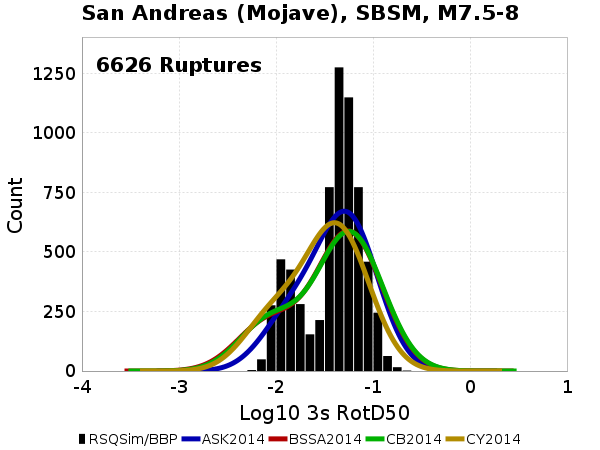 San Andreas (Mojave), SBSM, M7.5-8
6626 Ruptures
Count
1250
1000
750
500
250
0
-4 -3 -2 -1 0 1
Log10 3s RotD50
RSQSim/BBP ASK2014 BSSA2014 CB2014 CY2014